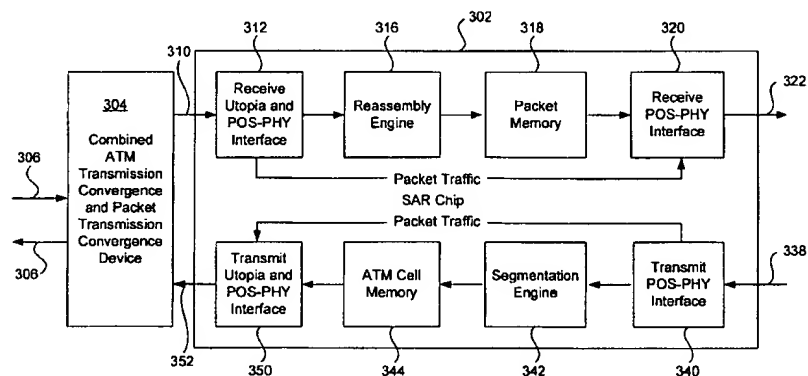 302
310
312
316
318
320
322
304
Combined
ATM
Transmission
Convergence
and Packet
Transmission
Convergence
Device
Receive
Utopia and
POS-PHY
Interface
Reassembly
Engine
Packet
Memory
Receive
POS-PHY
Interface
306
306
Packet Traffic
SAR Chip
Packet Traffic
Transmit
Utopia and
POS-PHY
Interface
ATM Cell
Memory
Segmentation
Engine
Transmit
POS-PHY
Interface
338
352
350
344
342
340